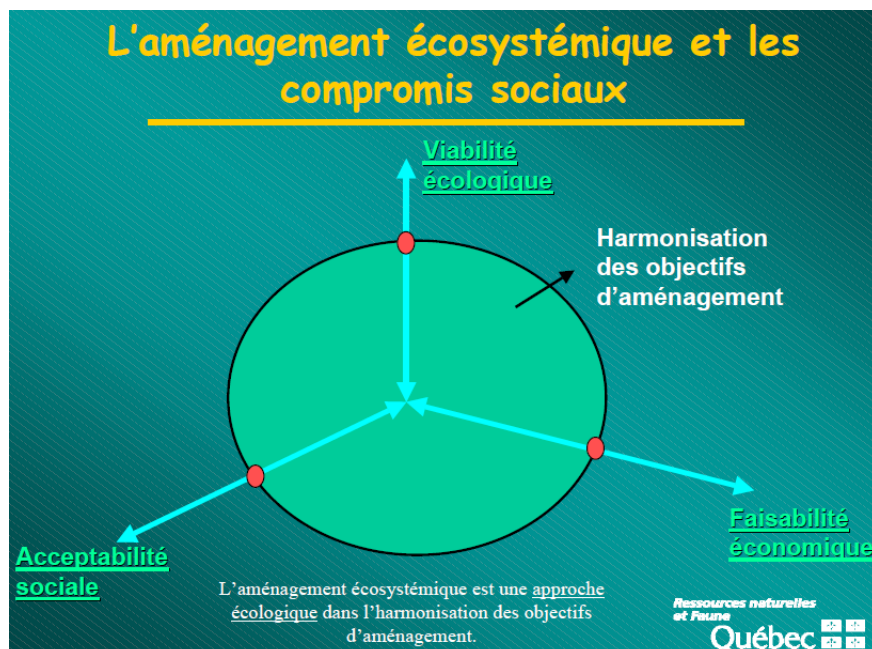 L'aménagement écosystémique et les
compromis sociaux
Viabilité
écologique
Harmonisation
des objectifs
d'aménagement
Faisabilité
économique
Acceptabilité
sociale
L'aménagement écosystémique est une approche
écologique dans l'harmonisation des objectifs
d'aménagement.
Ressources naturelles
et Faune
Québec